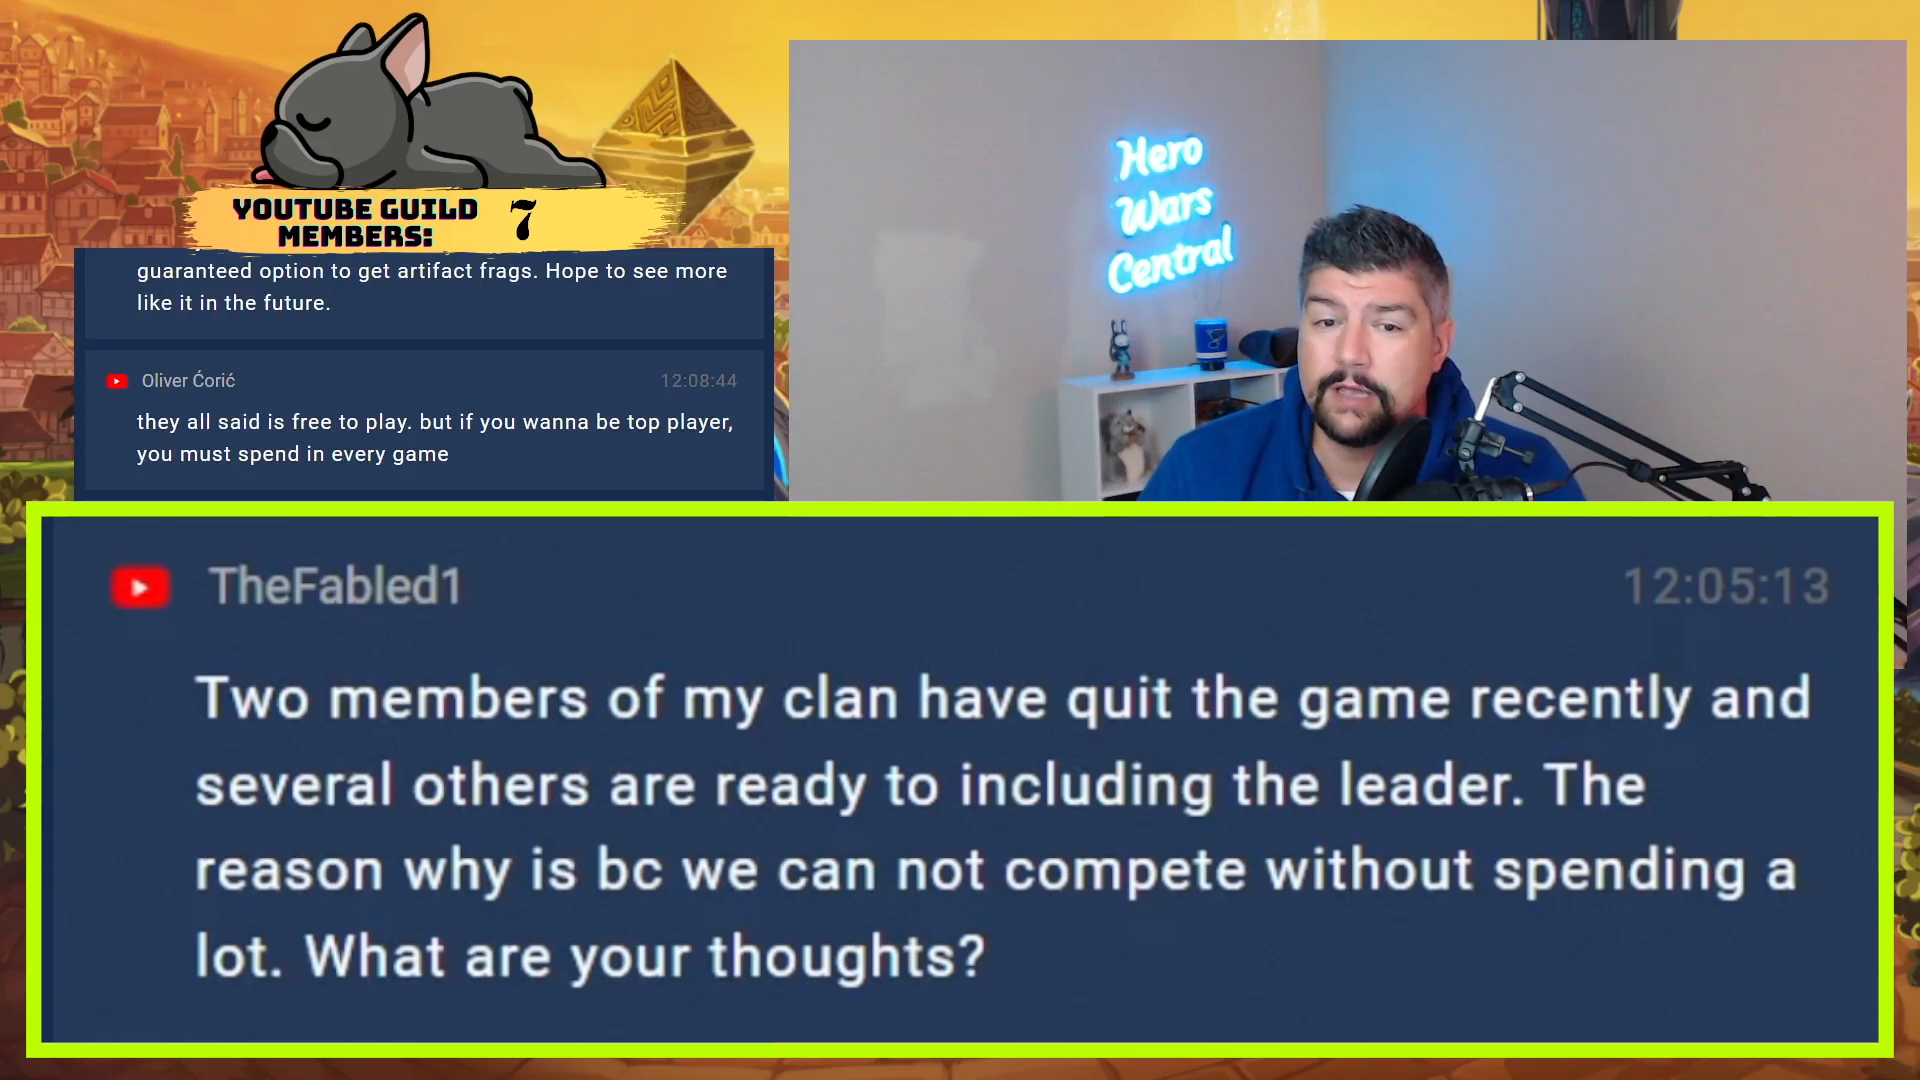 YOUTUBE GUILD
MEMBERS:
7
guaranteed option to get artifact frags. Hope to see more
like it in the future.
Oliver Ćorić
12:08:44
they all said is free to play. but if you wanna be top player,
you must spend in every game
Hero
Wars
Central
TheFabled1
12:05:13
Two members of my clan have quit the game recently and
several others are ready to including the leader. The
reason why is bc we can not compete without spending a
lot. What are your thoughts?